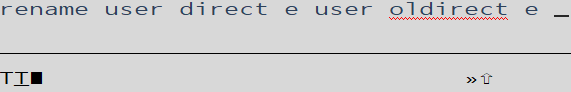 rename user direct e user oldirect e _
TI■ »⇧